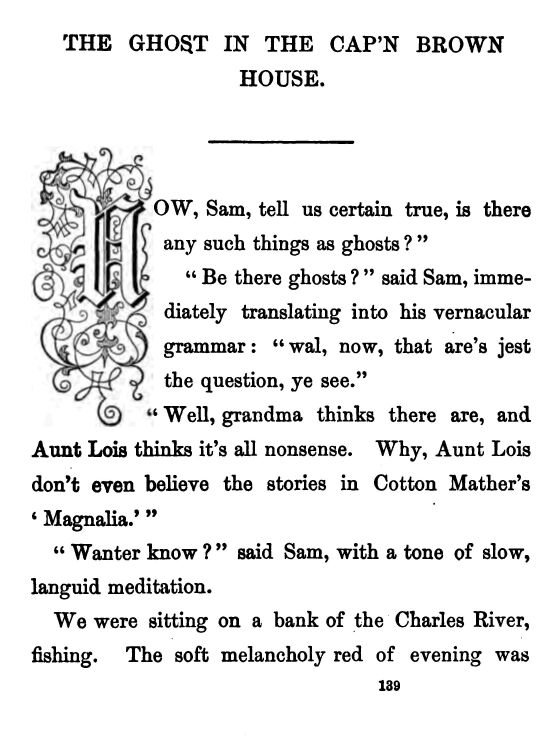 THE GHOST IN THE CAP'N BROWN
HOUSE.
NOW, Sam, tell us certain true, is there
any such things as ghosts?"
"Be there ghosts?" said Sam, imme-
diately translating into his vernacular
grammar: "wal, now, that are's jest
the question, ye see."
"Well, grandma thinks there are, and
Aunt Lois thinks it's all nonsense. Why, Aunt Lois
don't even believe the stories in Cotton Mather's
'Magnalia.'"
"Wanter know?" said Sam, with a tone of slow,
languid meditation.
We were sitting on a bank of the Charles River,
fishing. The soft melancholy red of evening was
139